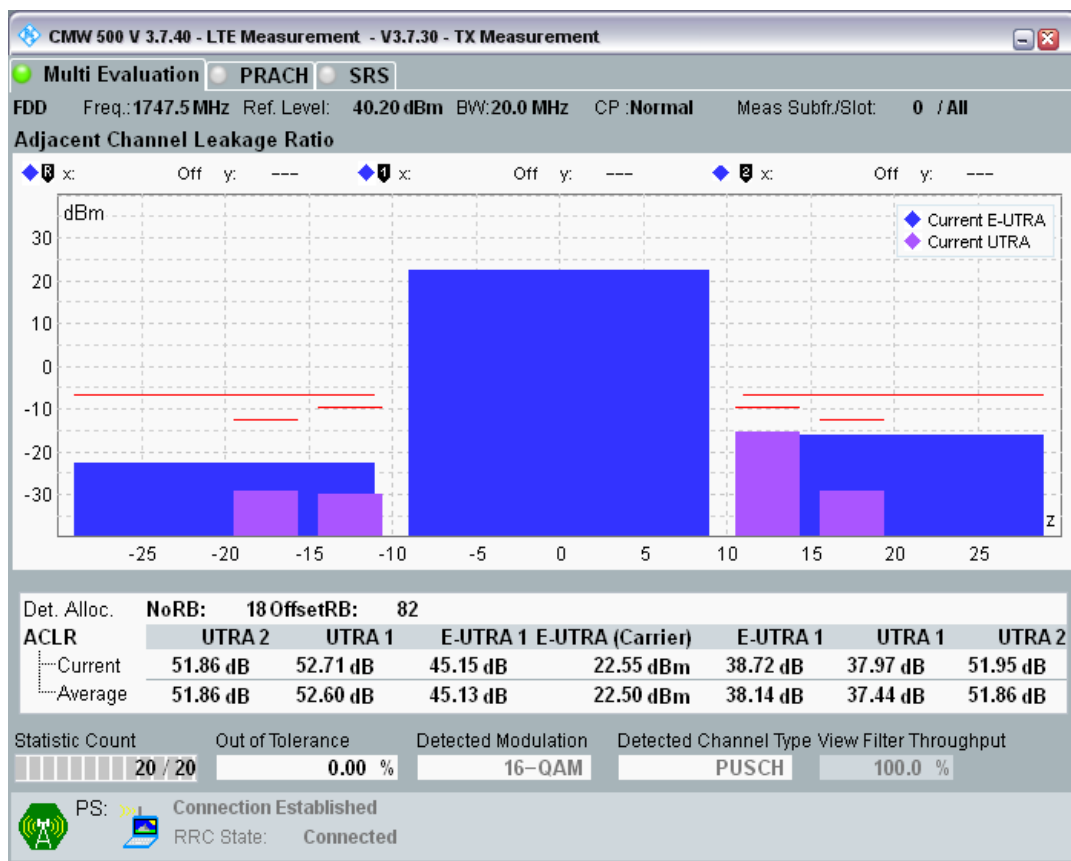 CMW 500 V 3.7.40 - LTE Measurement - V3.7.30 - TX Measurement
Multi Evaluation PRACH SRS
FDD Freq.:1747.5 MHz Ref. Level: 40.20 dBm BW:20.0 MHz CP :Normal Meas Subfr./Slot: 0 / All
Adjacent Channel Leakage Ratio
R x: Off y: --- 1 x: Off y: --- 2 x: Off y: ---
dBm
Current E-UTRA
Current UTRA
30
20
10
0
-10
-20
-30
z
-25 -20 -15 -10 -5 0 5 10 15 20 25
Det. Alloc. NoRB: 18 OffsetRB: 82
ACLR UTRA 2 UTRA 1 E-UTRA 1 E-UTRA (Carrier) E-UTRA 1 UTRA 1 UTRA 2
Current 51.86 dB 52.71 dB 45.15 dB 22.55 dBm 38.72 dB 37.97 dB 51.95 dB
Average 51.86 dB 52.60 dB 45.13 dB 22.50 dBm 38.14 dB 37.44 dB 51.86 dB
Statistic Count Out of Tolerance Detected Modulation Detected Channel Type View Filter Throughput
20 / 20 0.00 % 16-QAM PUSCH 100.0 %
PS: Connection Established
RRC State: Connected